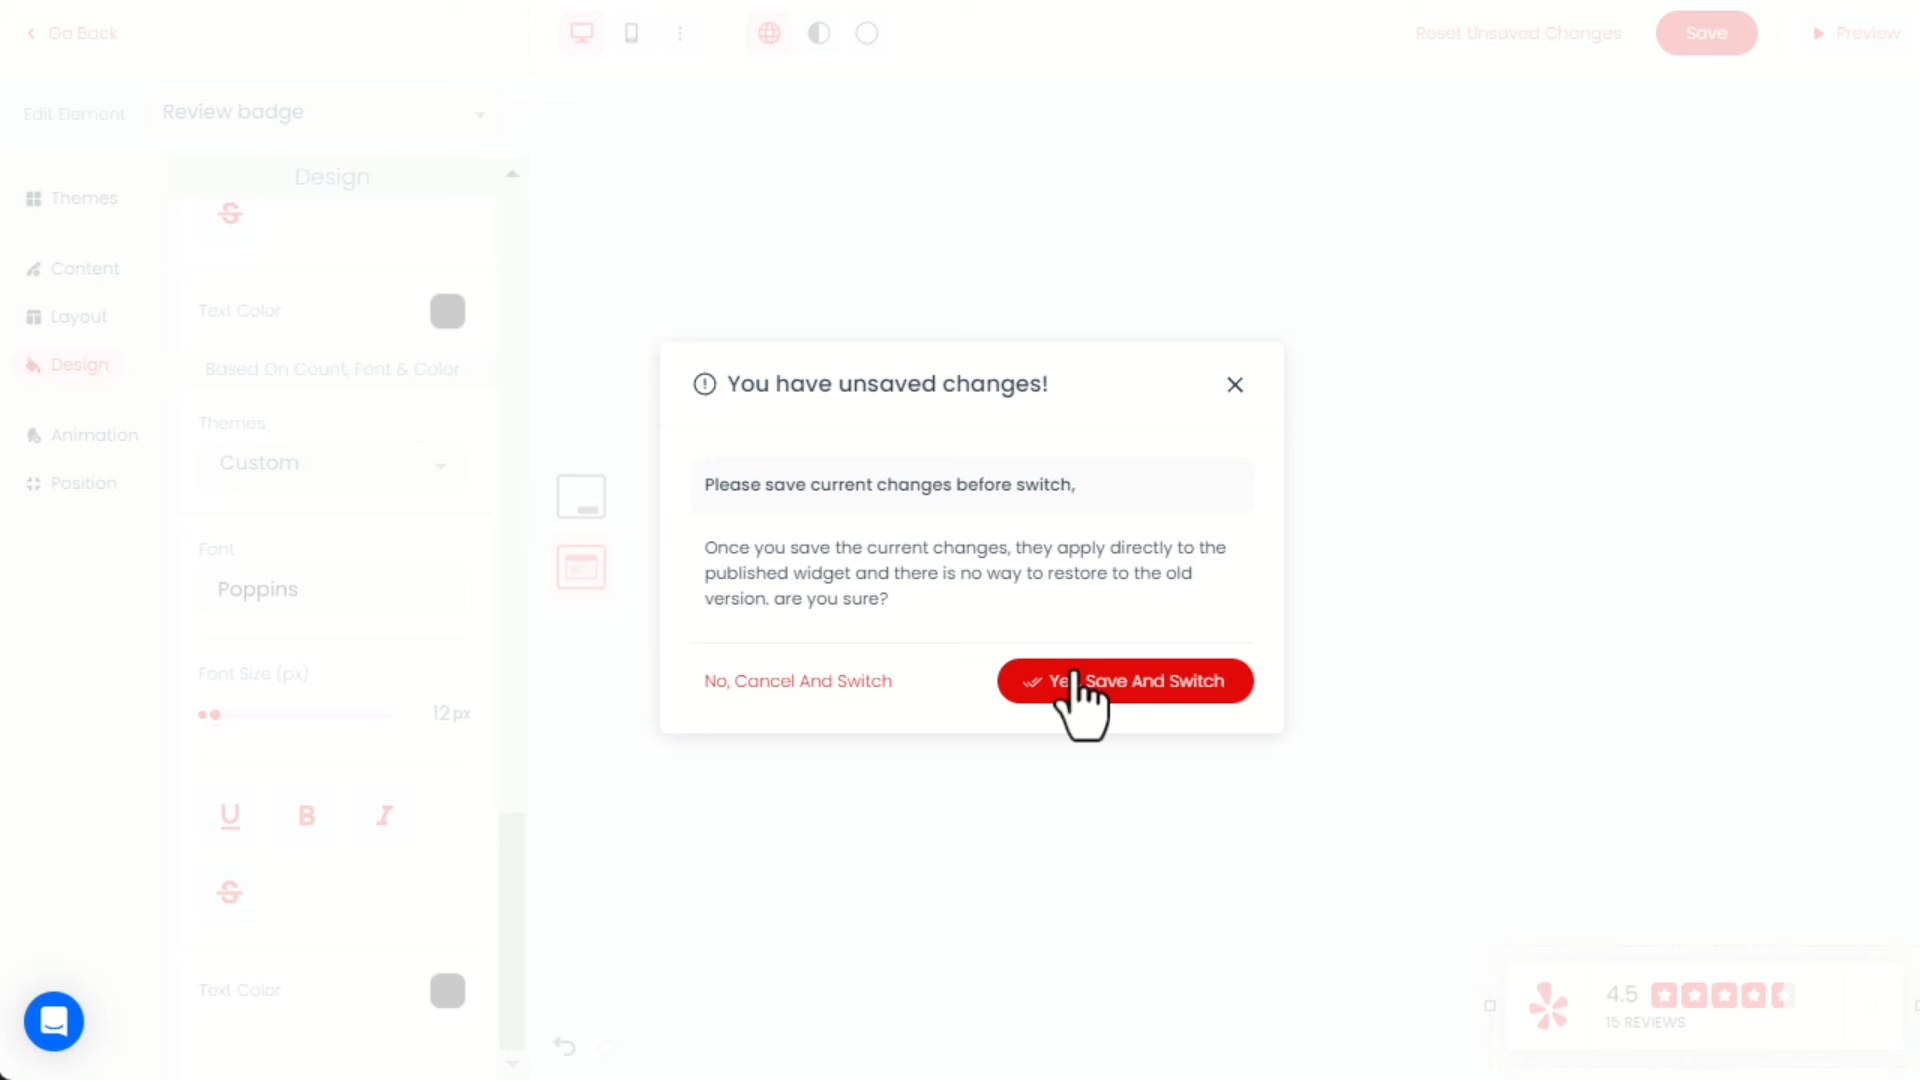 Go Back
Reset Unsaved Changes
Save
Preview
Edit Element
Review badge
Themes
Content
Layout
Design
Animation
Position
Design
S
Text Color
Based On Count, Font & Color
Themes
Custom
Font
Poppins
Font Size (px)
12 px
U B I
S
Text Color
You have unsaved changes!
Please save current changes before switch,
Once you save the current changes, they apply directly to the
published widget and there is no way to restore to the old
version. are you sure?
No, Cancel And Switch
Save And Switch
4.5
15 REVIEWS